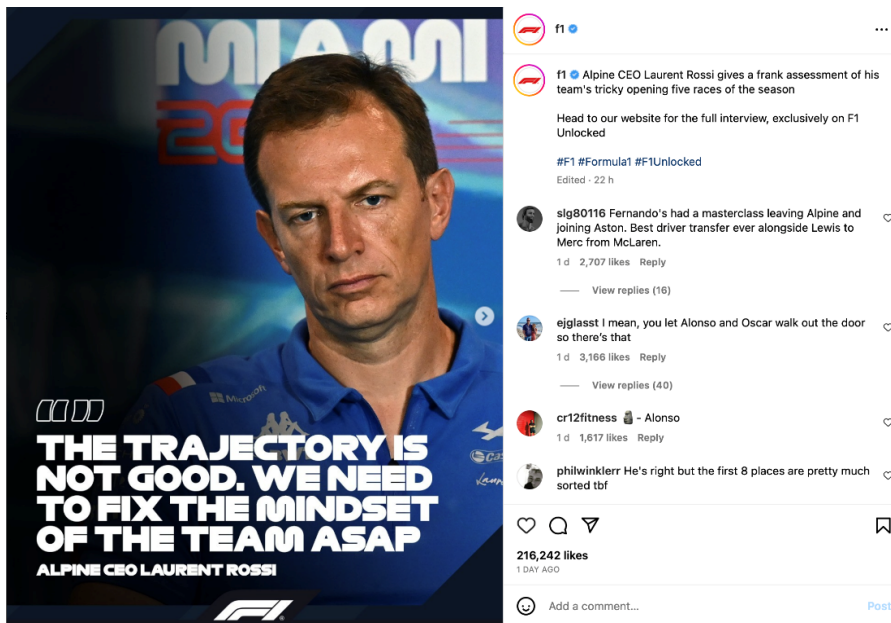 MIAMI
Microsoft
THE TRAJECTORY IS
NOT GOOD. WE NEED
TO FIX THE MINDSET
OF THE TEAM ASAP
ALPINE CEO LAURENT ROSSI
F1
f1
f1 Alpine CEO Laurent Rossi gives a frank assessment of his
team's tricky opening five races of the season
Head to our website for the full interview, exclusively on F1
Unlocked
#F1 #Formula1 #F1Unlocked
Edited · 22 h
slg80116 Fernando's had a masterclass leaving Alpine and
joining Aston. Best driver transfer ever alongside Lewis to
Merc from McLaren.
1 d 2,707 likes Reply
View replies (16)
ejglasst I mean, you let Alonso and Oscar walk out the door
so there's that
1 d 3,166 likes Reply
View replies (40)
cr12fitness 🗿 - Alonso
1 d 1,617 likes Reply
philwinklerr He's right but the first 8 places are pretty much
sorted tbf
216,242 likes
1 DAY AGO
Add a comment...
Post